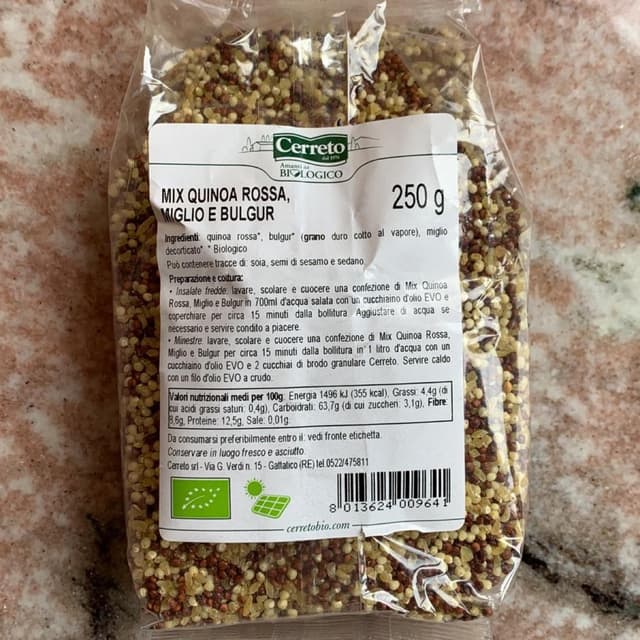 Cerreto
dal 1976
Amanti del
BIOLOGICO
MIX QUINOA ROSSA,
MIGLIO E BULGUR
250 g
Ingredienti: quinoa rossa*, bulgur* (grano duro cotto al vapore), miglio
decorticato* * Biologico
Può contenere tracce di: soia, semi di sesamo e sedano.
Preparazione e cottura:
• Insalate fredde: lavare, scolare e cuocere una confezione di Mix Quinoa
Rossa, Miglio e Bulgur in 700ml d'acqua salata con un cucchiaino d'olio EVO e
coperchiare per circa 15 minuti dalla bollitura. Aggiustare di acqua se
necessario e servire condito a piacere.
• Minestre: lavare, scolare e cuocere una confezione di Mix Quinoa Rossa,
Miglio e Bulgur per circa 15 minuti dalla bollitura in 1 litro d'acqua con un
cucchiaino d'olio EVO e 2 cucchiai di brodo granulare Cerreto. Servire caldo
con un filo d'olio EVO a crudo.
Valori nutrizionali medi per 100g: Energia 1496 kJ (355 kcal), Grassi: 4,4g (di
cui acidi grassi saturi: 0,4g), Carboidrati: 63,7g (di cui zuccheri: 3,1g), Fibre:
8,6g, Proteine: 12,5g, Sale: 0,01g.
Da consumarsi preferibilmente entro il: vedi fronte etichetta.
Conservare in luogo fresco e asciutto.
Cerreto srl - Via G. Verdi n. 15 - Gattatico (RE) tel.0522/475811
8 013624 009641
cerretobio.com